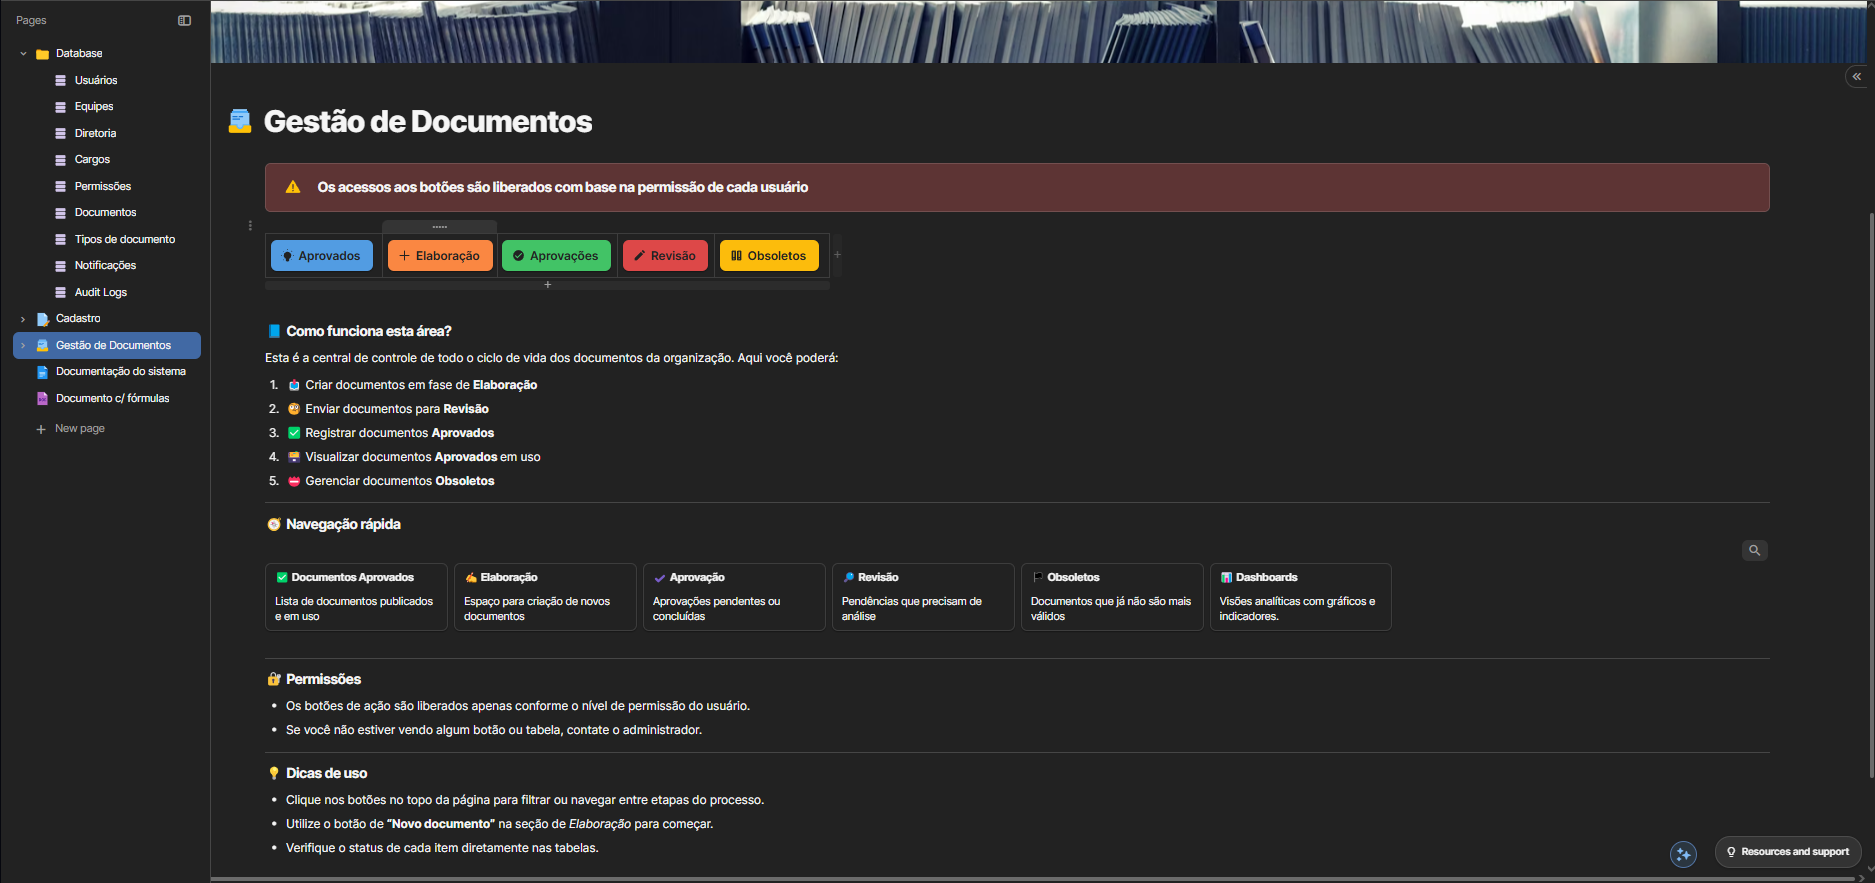 Pages
Database
Usuários
Equipes
Diretoria
Cargos
Permissões
Documentos
Tipos de documento
Notificações
Audit Logs
Cadastro
Gestão de Documentos
Documentação do sistema
Documento c/ fórmulas
+ New page
Gestão de Documentos
Os acessos aos botões são liberados com base na permissão de cada usuário
Aprovados
+ Elaboração
Aprovações
Revisão
Obsoletos
+
+
Como funciona esta área?
Esta é a central de controle de todo o ciclo de vida dos documentos da organização. Aqui você poderá:
1. Criar documentos em fase de Elaboração
2. Enviar documentos para Revisão
3. Registrar documentos Aprovados
4. Visualizar documentos Aprovados em uso
5. Gerenciar documentos Obsoletos
Navegação rápida
Documentos Aprovados
Lista de documentos publicados
e em uso
Elaboração
Espaço para criação de novos
documentos
Aprovação
Aprovações pendentes ou
concluídas
Revisão
Pendências que precisam de
análise
Obsoletos
Documentos que já não são mais
válidos
Dashboards
Visões analíticas com gráficos e
indicadores.
Permissões
• Os botões de ação são liberados apenas conforme o nível de permissão do usuário.
• Se você não estiver vendo algum botão ou tabela, contate o administrador.
Dicas de uso
• Clique nos botões no topo da página para filtrar ou navegar entre etapas do processo.
• Utilize o botão de “Novo documento” na seção de Elaboração para começar.
• Verifique o status de cada item diretamente nas tabelas.
Resources and support